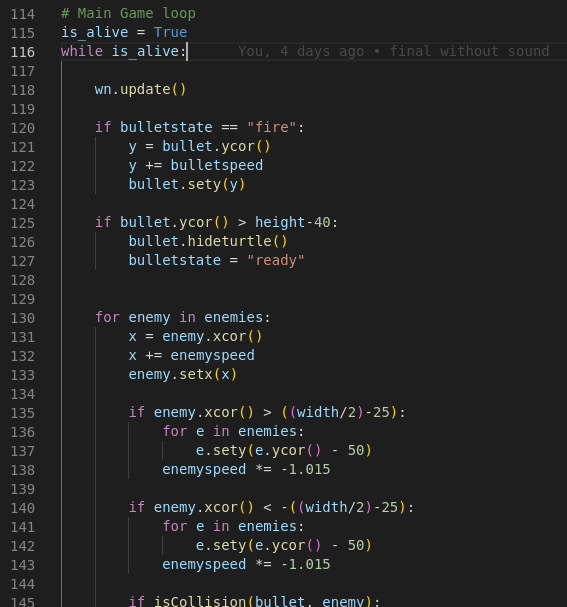 114 # Main Game loop
115 is_alive = True
116 while is_alive: You, 4 days ago • final without sound
117
118     wn.update()
119
120     if bulletstate == "fire":
121         y = bullet.ycor()
122         y += bulletspeed
123         bullet.sety(y)
124
125     if bullet.ycor() > height-40:
126         bullet.hideturtle()
127         bulletstate = "ready"
128
129
130     for enemy in enemies:
131         x = enemy.xcor()
132         x += enemyspeed
133         enemy.setx(x)
134
135         if enemy.xcor() > ((width/2)-25):
136             for e in enemies:
137                 e.sety(e.ycor() - 50)
138             enemyspeed *= -1.015
139
140         if enemy.xcor() < -((width/2)-25):
141             for e in enemies:
142                 e.sety(e.ycor() - 50)
143             enemyspeed *= -1.015
144
145         if isCollision(bullet, enemy):